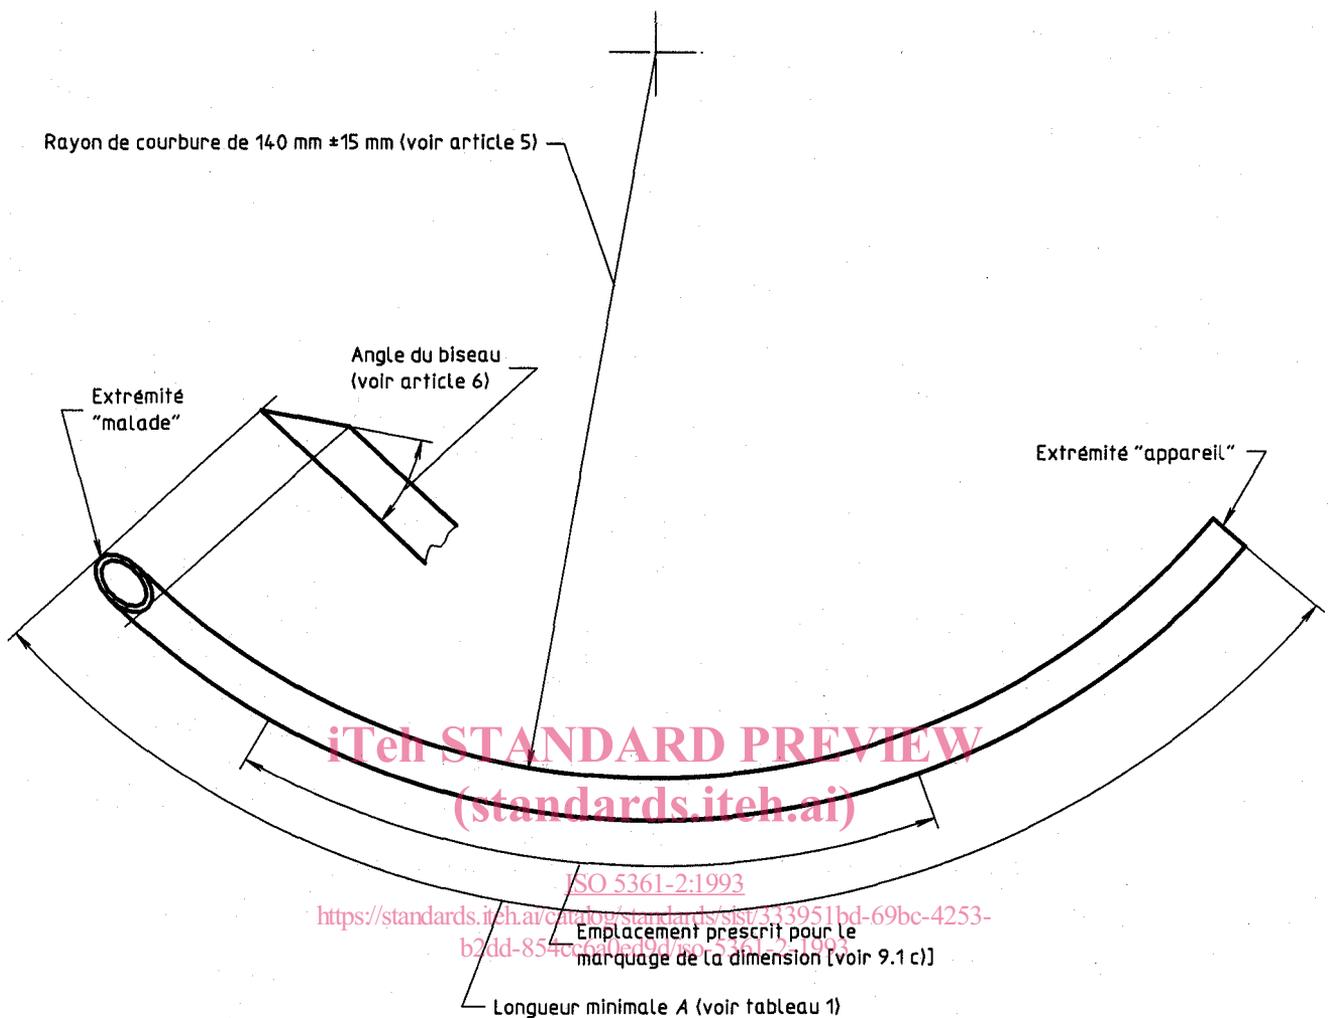 Rayon de courbure de 140 mm ±15 mm (voir article 5)
Angle du biseau
(voir article 6)
Extrémité
"malade"
Extrémité "appareil"
iTeh STANDARD PREVIEW
(standards.iteh.ai)
ISO 5361-2:1993
https://standards.iteh.ai/catalog/standards/sist/333951bd-69bc-4253-
b2dd-854cc6a0ed9d/iso-5361-2-1993
Emplacement prescrit pour le
marquage de la dimension [voir 9.1 c)]
Longueur minimale A (voir tableau 1)